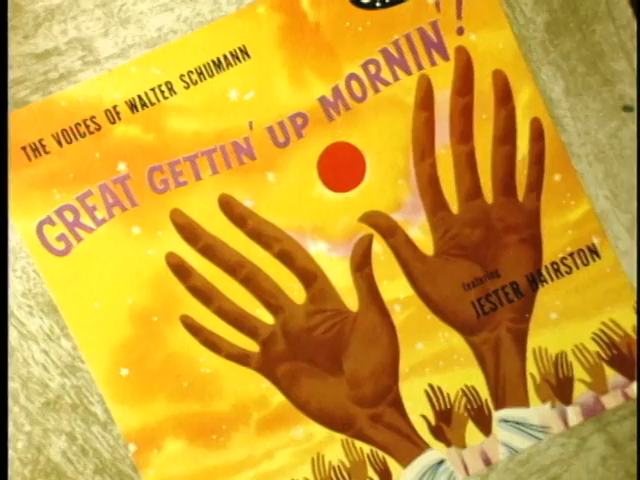 THE VOICES OF WALTER SCHUMANN
GREAT GETTIN' UP MORNIN'!
featuring
JESTER HAIRSTON